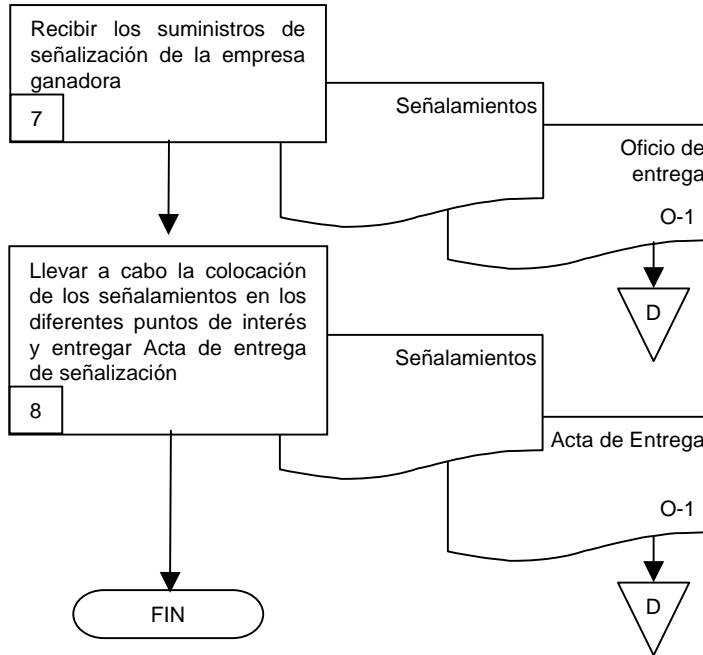 Recibir los suministros de
señalización de la empresa
ganadora
7
Señalamientos
Oficio de
entrega
O-1
D
Llevar a cabo la colocación
de los señalamientos en los
diferentes puntos de interés
y entregar Acta de entrega
de señalización
8
Señalamientos
Acta de Entrega
O-1
D
FIN